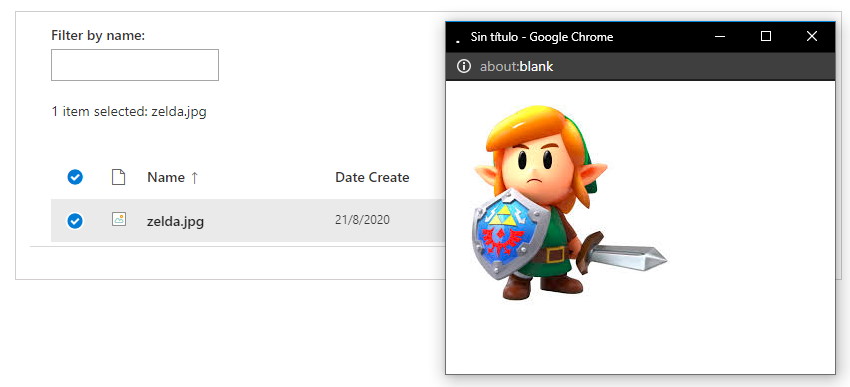 Filter by name:
1 item selected: zelda.jpg
Name ↑ Date Create
zelda.jpg 21/8/2020
Sin título - Google Chrome
about:blank